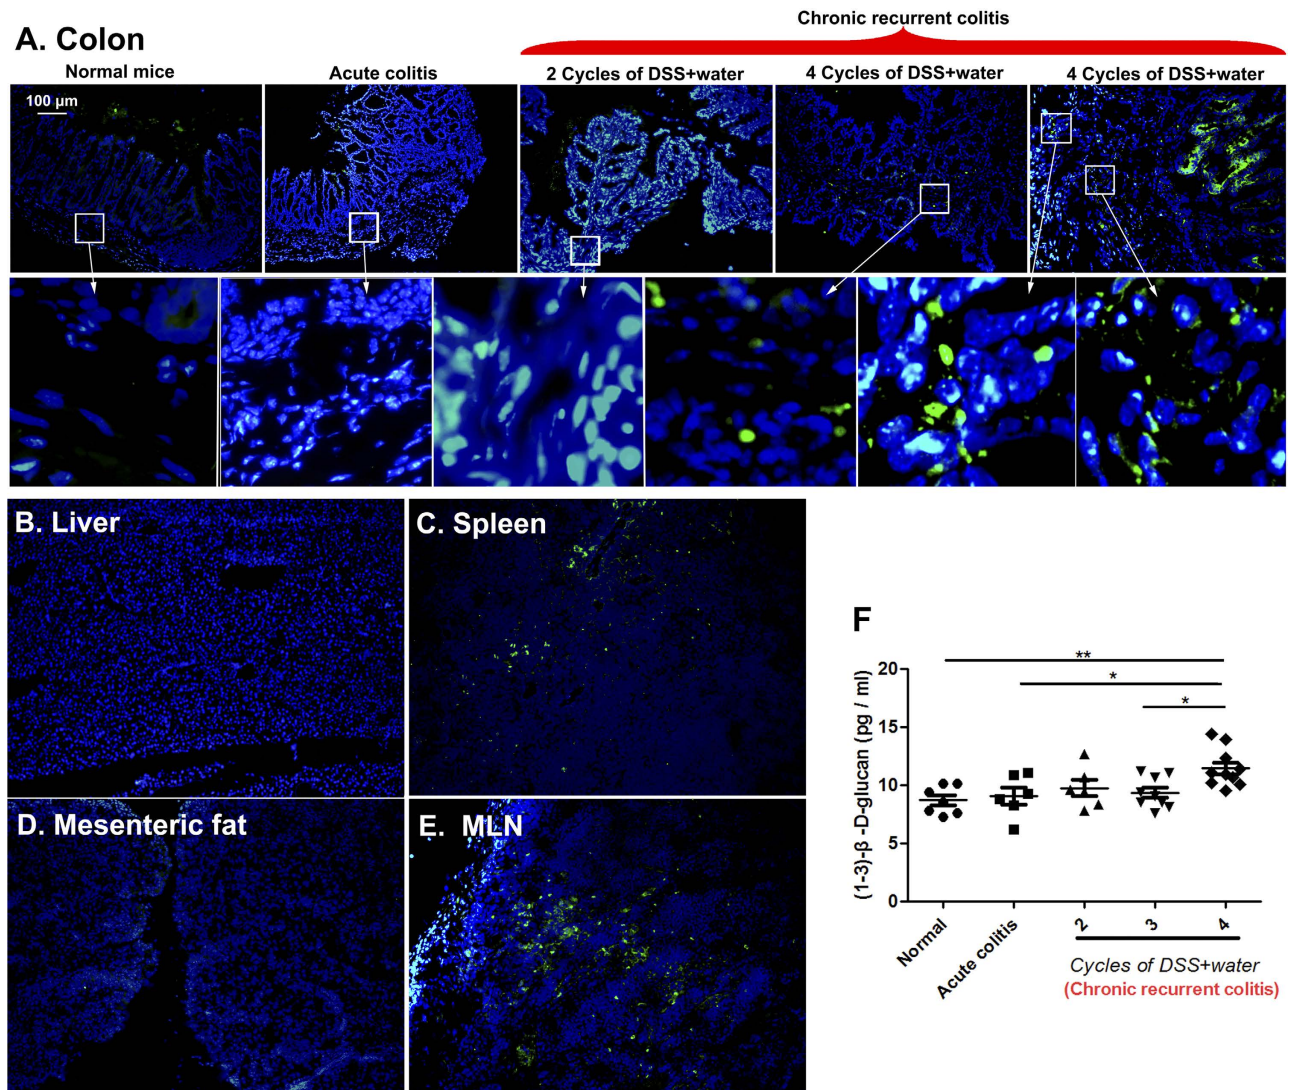 Chronic recurrent colitis
A. Colon
Normal mice
Acute colitis
2 Cycles of DSS+water
4 Cycles of DSS+water
4 Cycles of DSS+water
100 µm
B. Liver
C. Spleen
D. Mesenteric fat
E. MLN
F
(1-3)-β -D-glucan (pg / ml)
20
15
10
5
0
**
*
*
Normal
Acute colitis
2
3
4
Cycles of DSS+water
(Chronic recurrent colitis)